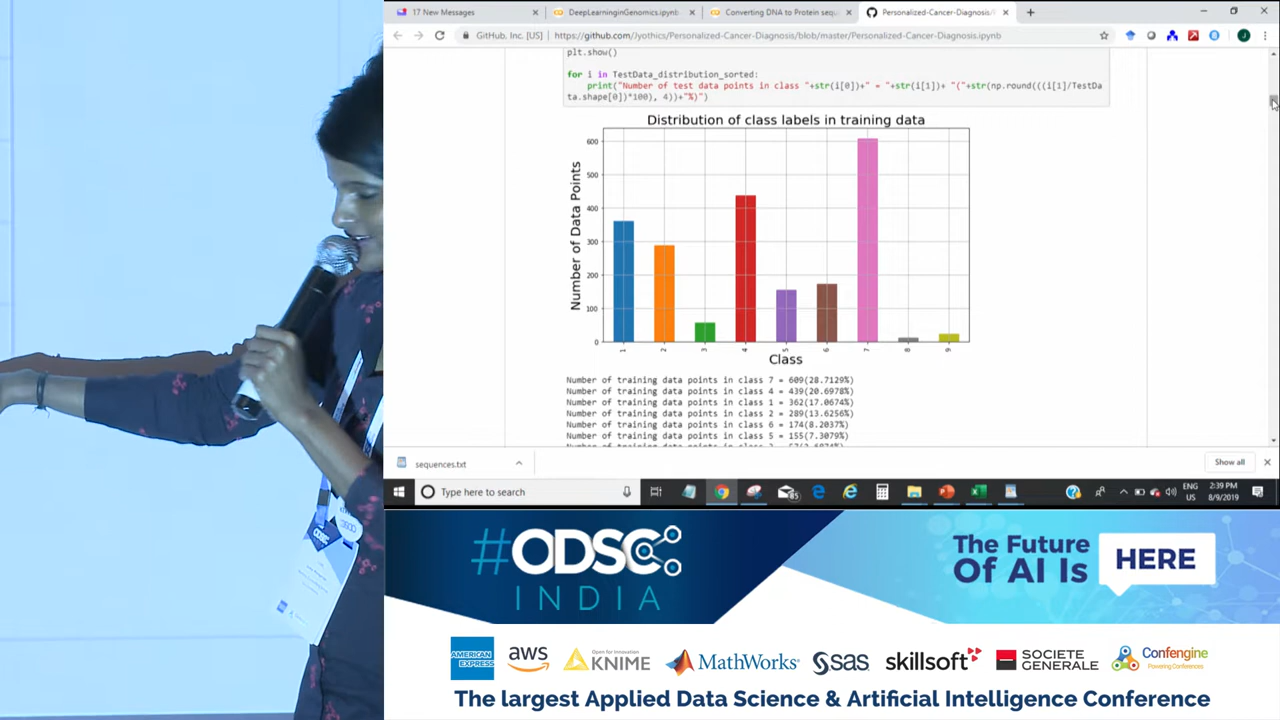 17 New Messages
DeepLearninginGenomics.ipynb
Converting DNA to Protein sequ
Personalized-Cancer-Diagnosis/
GitHub, Inc. [US] | https://github.com/Jyothics/Personalized-Cancer-Diagnosis/blob/master/Personalized-Cancer-Diagnosis.ipynb
J
plt.show()
for i in TestData_distribution_sorted:
print("Number of test data points in class "+str(i[0])+" = "+str(i[1])+ "("+str(np.round(((i[1]/TestDa
ta.shape[0])*100), 4))+"%)")
Distribution of class labels in training data
Number of Data Points
600
500
400
300
200
100
0
1 2 3 4 5 6 7 8 9
Class
Number of training data points in class 7 = 609(28.7129%)
Number of training data points in class 4 = 439(20.6978%)
Number of training data points in class 1 = 362(17.0674%)
Number of training data points in class 2 = 289(13.6256%)
Number of training data points in class 6 = 174(8.2037%)
Number of training data points in class 5 = 155(7.3079%)
sequences.txt
Show all
Type here to search
85
ENG
US
2:39 PM
8/9/2019
#ODSC
INDIA
The Future
Of AI Is
HERE
AMERICAN
EXPRESS
aws
Open for Innovation
KNIME
MathWorks
sas
skillsoft
SOCIETE
GENERALE
Confengine
Powering Conferences
The largest Applied Data Science & Artificial Intelligence Conference